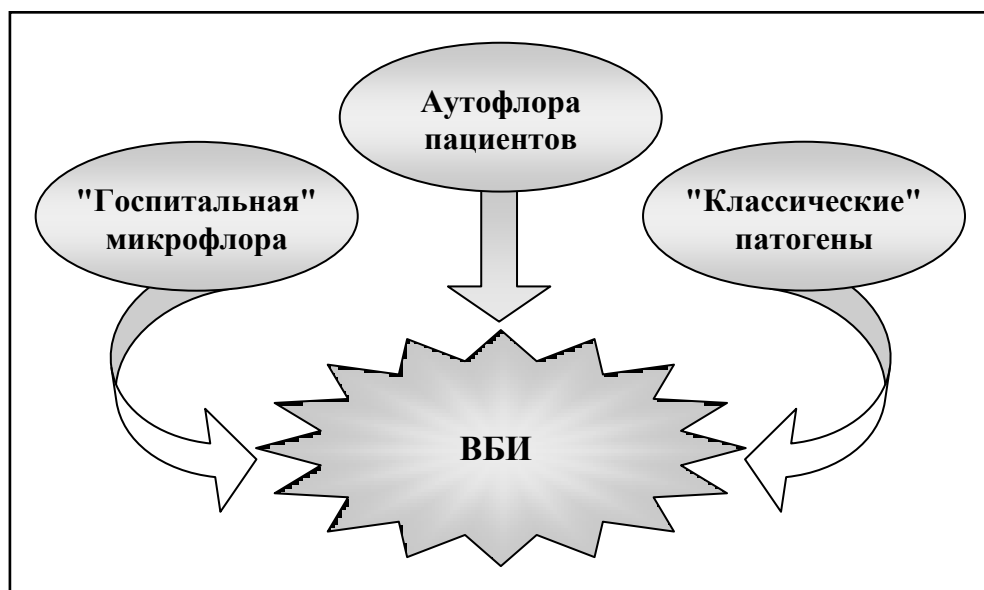 Аутофлора
пациентов
"Госпитальная"
микрофлора
"Классические"
патогены
ВБИ